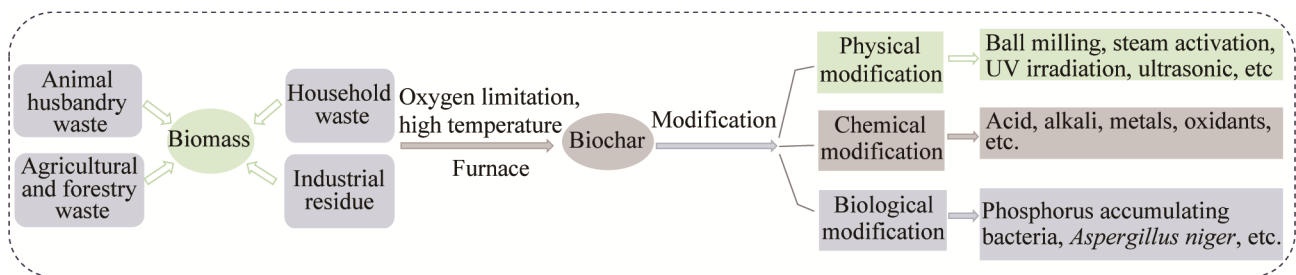 Animal
husbandry
waste
Agricultural
and forestry
waste
Biomass
Household
waste
Industrial
residue
Oxygen limitation,
high temperature
Furnace
Biochar
Modification
Physical
modification
Ball milling, steam activation,
UV irradiation, ultrasonic, etc
Chemical
modification
Acid, alkali, metals, oxidants,
etc.
Biological
modification
Phosphorus accumulating
bacteria, Aspergillus niger, etc.